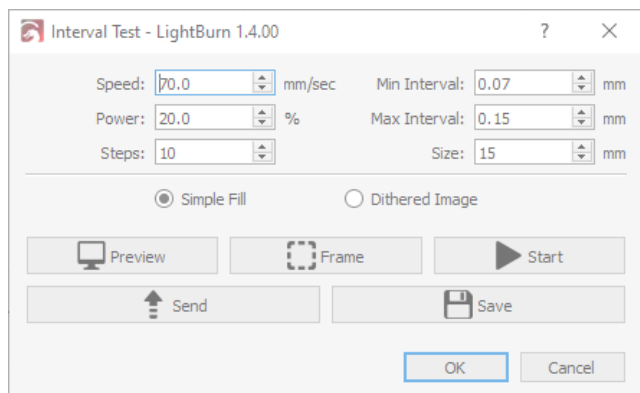 Interval Test - LightBurn 1.4.00 ?
Speed: 70.0 mm/sec Min Interval: 0.07 mm
Power: 20.0 % Max Interval: 0.15 mm
Steps: 10 Size: 15 mm
Simple Fill Dithered Image
Preview Frame Start
Send Save
OK Cancel